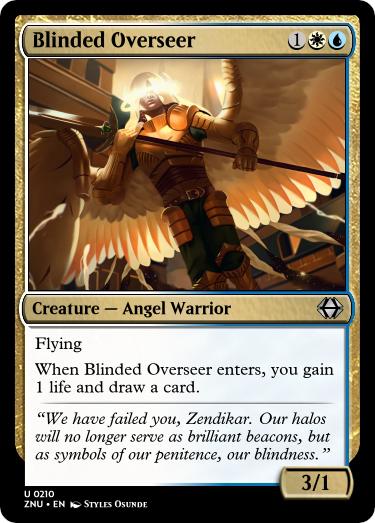 Blinded Overseer 1
Creature — Angel Warrior
Flying
When Blinded Overseer enters, you gain
1 life and draw a card.
“We have failed you, Zendikar. Our halos
will no longer serve as brilliant beacons, but
as symbols of our penitence, our blindness.”
3/1
U 0210
ZNU • EN Styles Osunde